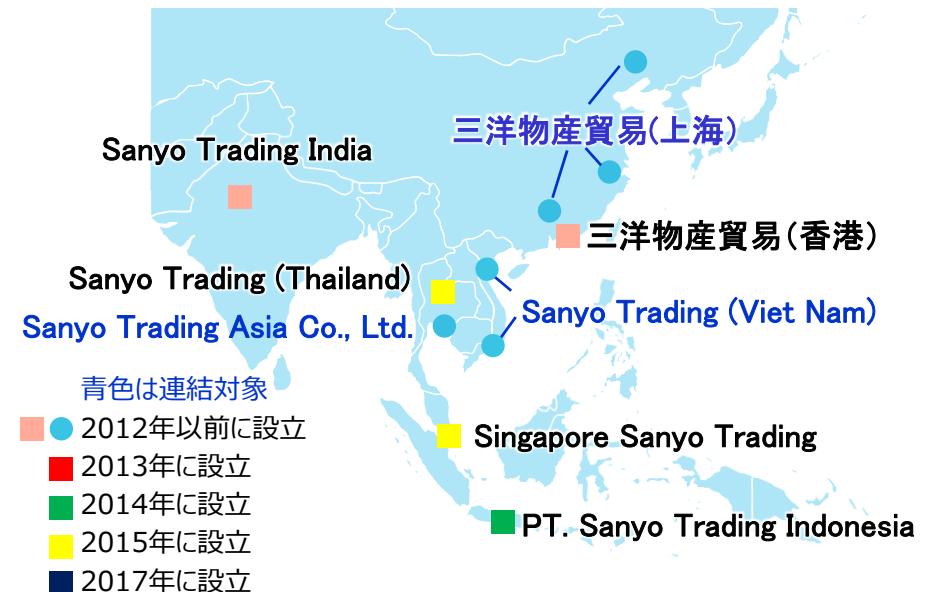 三洋物産貿易(上海)
Sanyo Trading India
三洋物産貿易(香港)
Sanyo Trading (Thailand)
Sanyo Trading (Viet Nam)
Sanyo Trading Asia Co., Ltd.
青色は連結対象
2012年以前に設立
Singapore Sanyo Trading
2013年に設立
2014年に設立
PT. Sanyo Trading Indonesia
2015年に設立
2017年に設立